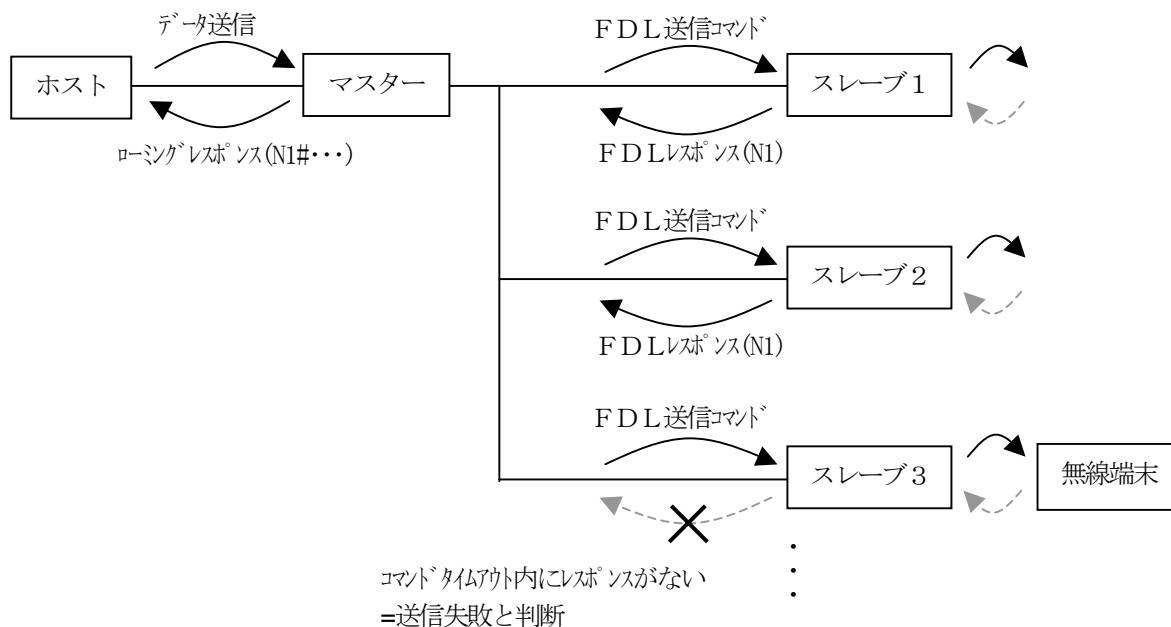 データ送信
ＦＤＬ送信コマンド
ホスト
マスター
スレーブ１
ローミングレスポンス(N1#・・・)
ＦＤＬレスポンス(N1)
ＦＤＬ送信コマンド
スレーブ２
ＦＤＬレスポンス(N1)
ＦＤＬ送信コマンド
スレーブ３
無線端末
コマンドタイムアウト内にレスポンスがない
=送信失敗と判断